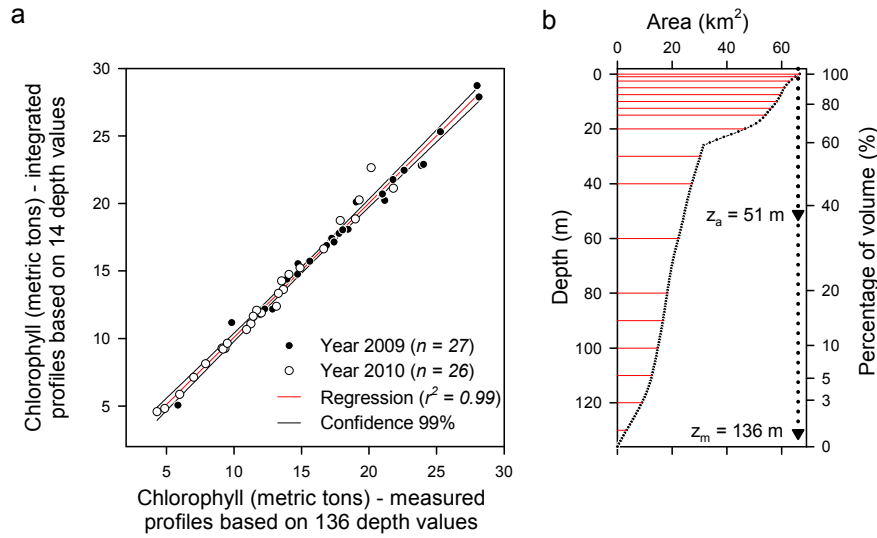 a
Chlorophyll (metric tons) - integrated
profiles based on 14 depth values
30
25
20
15
10
5
Year 2009 (n = 27)
Year 2010 (n = 26)
Regression (r² = 0.99)
Confidence 99%
5 10 15 20 25 30
Chlorophyll (metric tons) - measured
profiles based on 136 depth values
b
Area (km²)
0 20 40 60
Depth (m)
0
20
40
60
80
100
120
zₐ = 51 m
zₘ = 136 m
100
80
60
40
20
10
5
3
0
Percentage of volume (%)